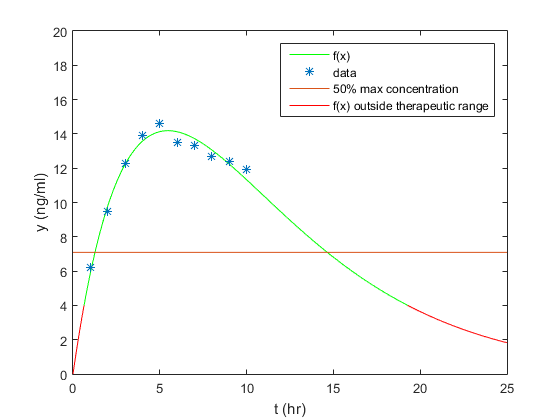 20
18
16
14
12
10
8
6
4
2
0
y (ng/ml)
f(x)
data
50% max concentration
f(x) outside therapeutic range
0 5 10 15 20 25
t (hr)